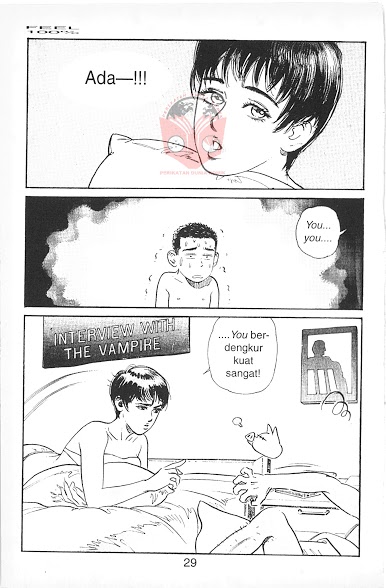 FEEL
100%
Ada—!!!
You...
you....
INTERVIEW WITH
THE VAMPIRE
....You ber-
dengkur
kuat
sangat!
29